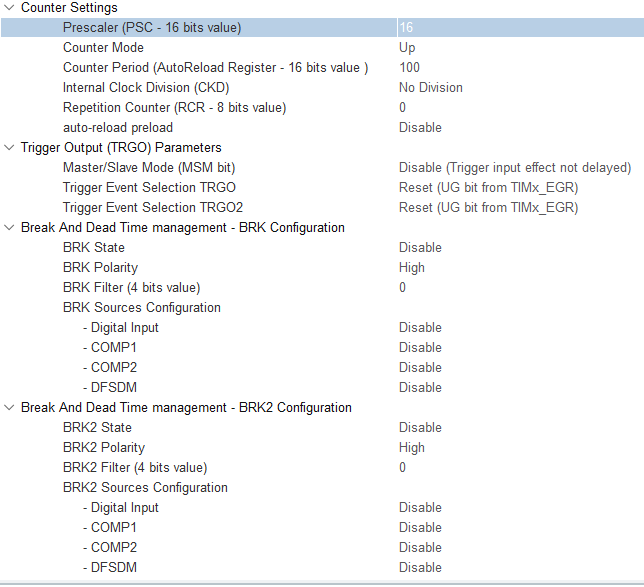 Counter Settings
Prescaler (PSC - 16 bits value) 16
Counter Mode Up
Counter Period (AutoReload Register - 16 bits value ) 100
Internal Clock Division (CKD) No Division
Repetition Counter (RCR - 8 bits value) 0
auto-reload preload Disable
Trigger Output (TRGO) Parameters
Master/Slave Mode (MSM bit) Disable (Trigger input effect not delayed)
Trigger Event Selection TRGO Reset (UG bit from TIMx_EGR)
Trigger Event Selection TRGO2 Reset (UG bit from TIMx_EGR)
Break And Dead Time management - BRK Configuration
BRK State Disable
BRK Polarity High
BRK Filter (4 bits value) 0
BRK Sources Configuration
- Digital Input Disable
- COMP1 Disable
- COMP2 Disable
- DFSDM Disable
Break And Dead Time management - BRK2 Configuration
BRK2 State Disable
BRK2 Polarity High
BRK2 Filter (4 bits value) 0
BRK2 Sources Configuration
- Digital Input Disable
- COMP1 Disable
- COMP2 Disable
- DFSDM Disable